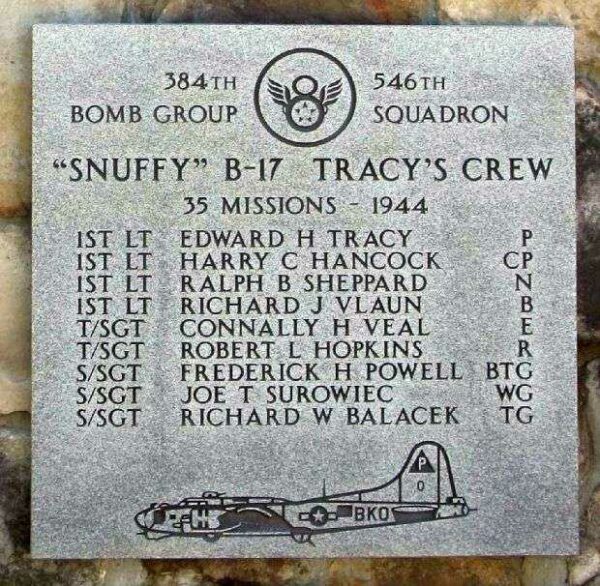 384TH 546TH
BOMB GROUP SQUADRON
"SNUFFY" B-17 TRACY'S CREW
35 MISSIONS - 1944
1ST LT EDWARD H TRACY P
1ST LT HARRY C HANCOCK CP
1ST LT RALPH B SHEPPARD N
1ST LT RICHARD J VLAUN B
T/SGT CONNALLY H VEAL E
T/SGT ROBERT L HOPKINS R
S/SGT FREDERICK H POWELL BTG
S/SGT JOE T SUROWIEC WG
S/SGT RICHARD W BALACEK TG
P
O
BKO